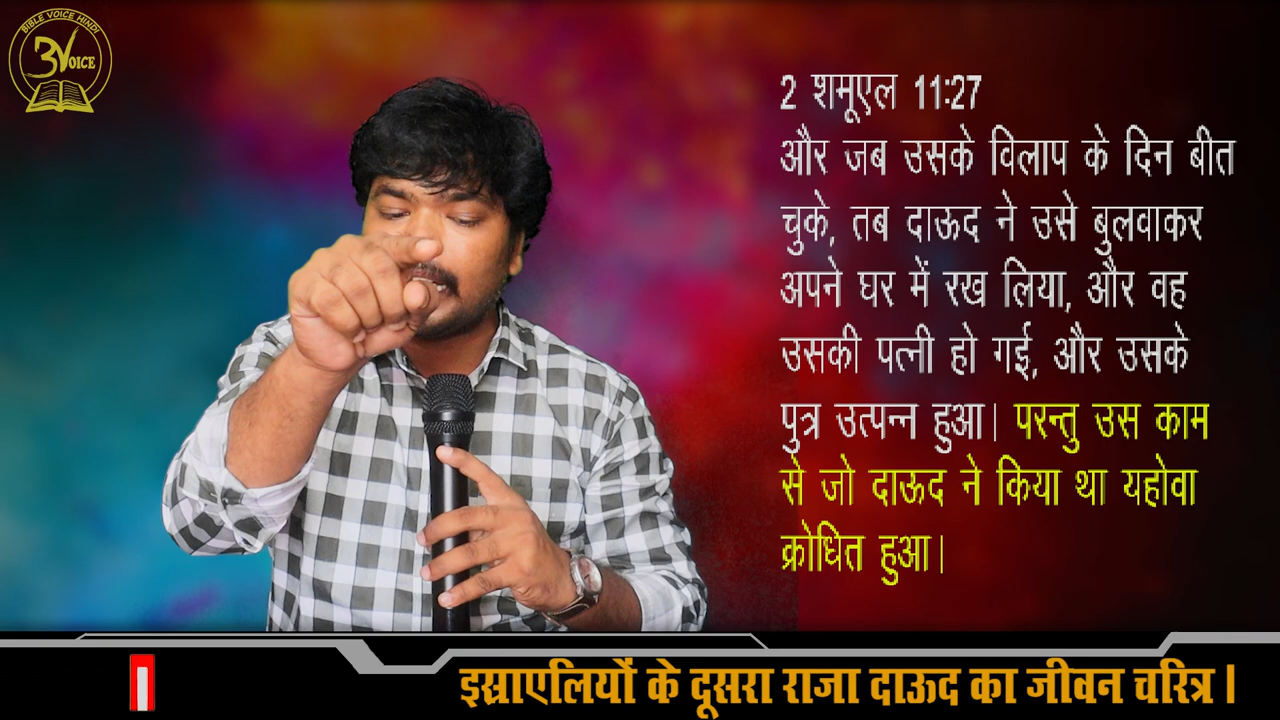 BIBLE VOICE HINDI
3VOICE
2 शमूएल 11:27
और जब उसके विलाप के दिन बीत
चुके, तब दाऊद ने उसे बुलवाकर
अपने घर में रख लिया, और वह
उसकी पत्नी हो गई, और उसके
पुत्र उत्पन्न हुआ। परन्तु उस काम
से जो दाऊद ने किया था यहोवा
क्रोधित हुआ।
इस्राएलियों के दूसरा राजा दाऊद का जीवन चरित्र।